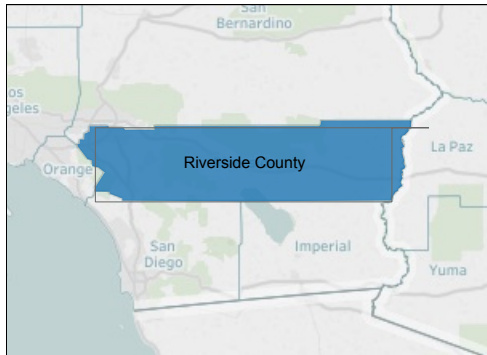 San
Bernardino
os
geles
Orange
Riverside County
La Paz
San
Diego
Imperial
Yuma